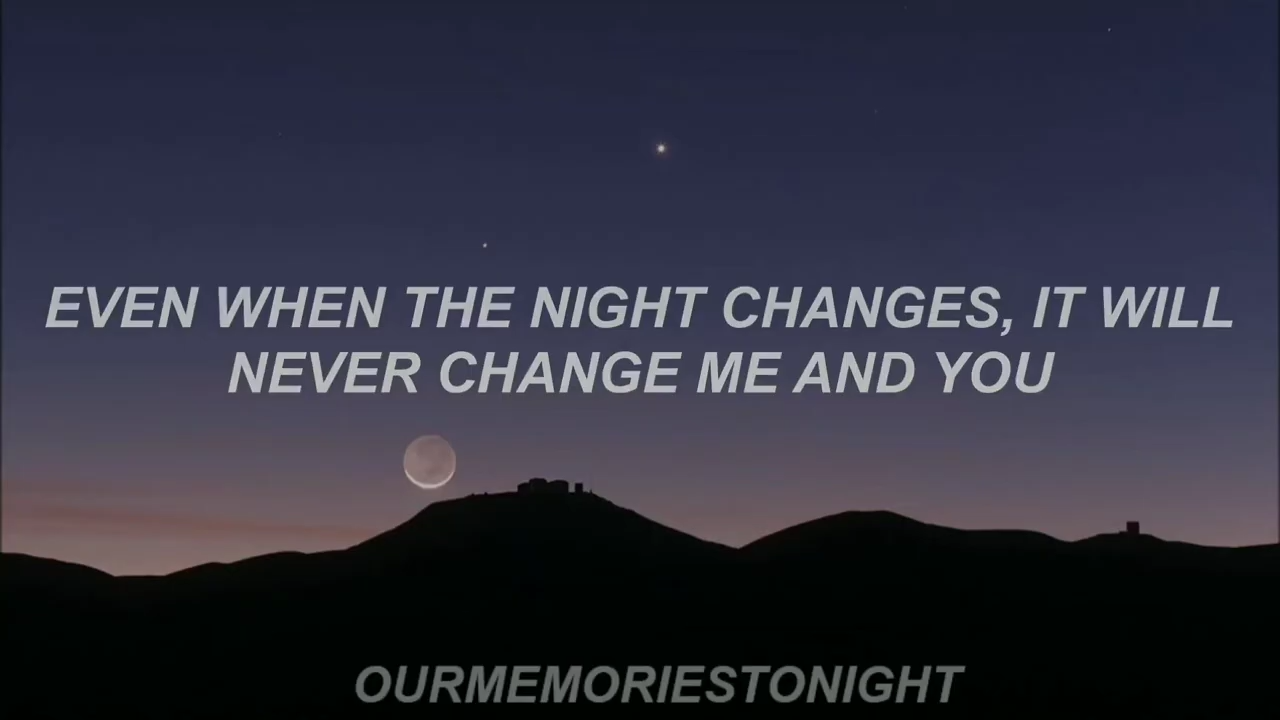 EVEN WHEN THE NIGHT CHANGES, IT WILL
NEVER CHANGE ME AND YOU
OURMEMORIESTONIGHT